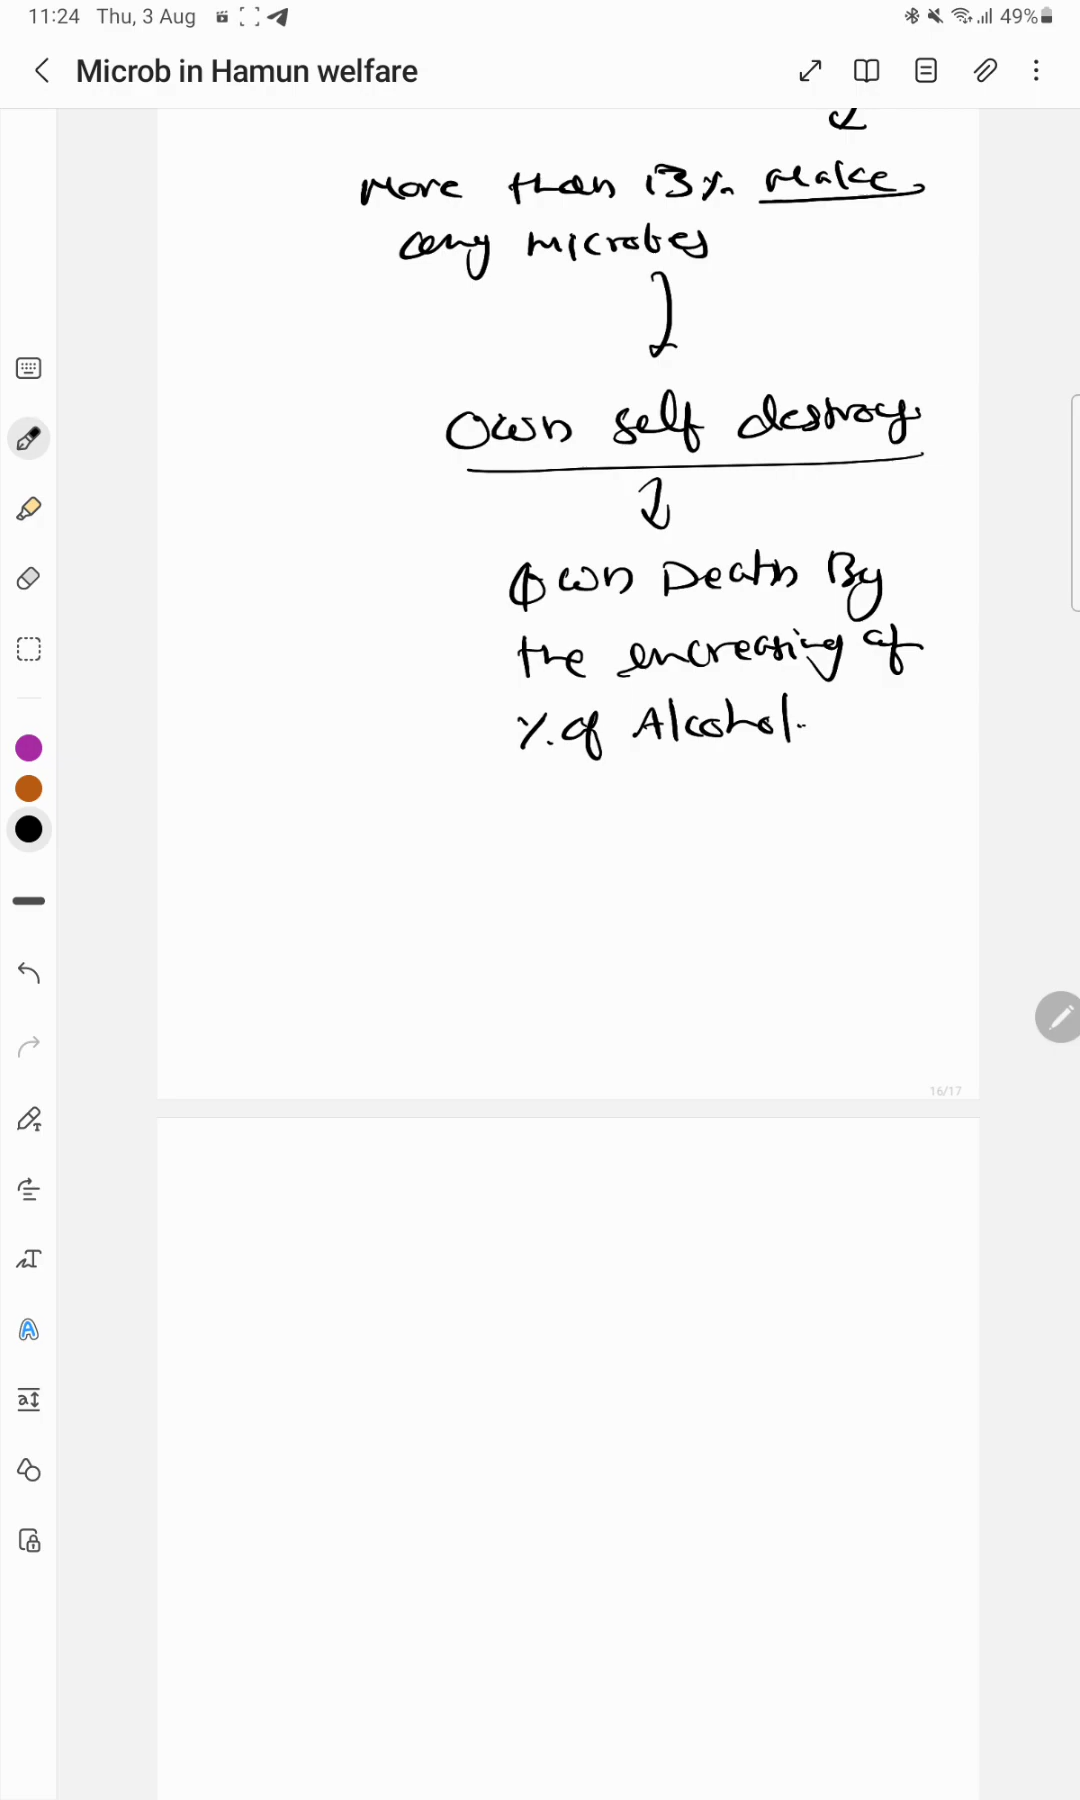 11:24 Thu, 3 Aug 49%
Microb in Hamun welfare
More than 13% make
any microbes
Own self destroy.
Own Death By
the encreasing of
%. of Alcohol.
16/17